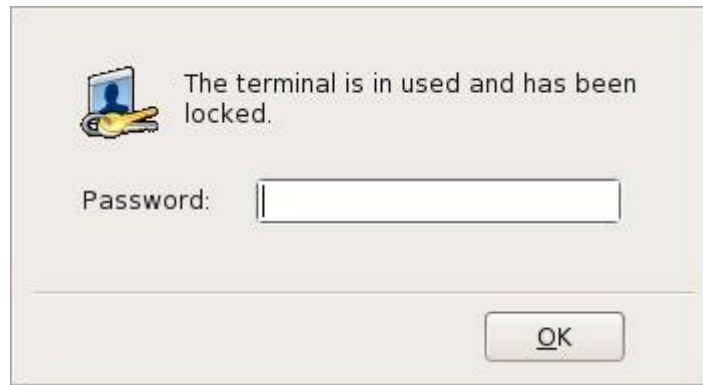 The terminal is in used and has been
locked.
Password:
OK